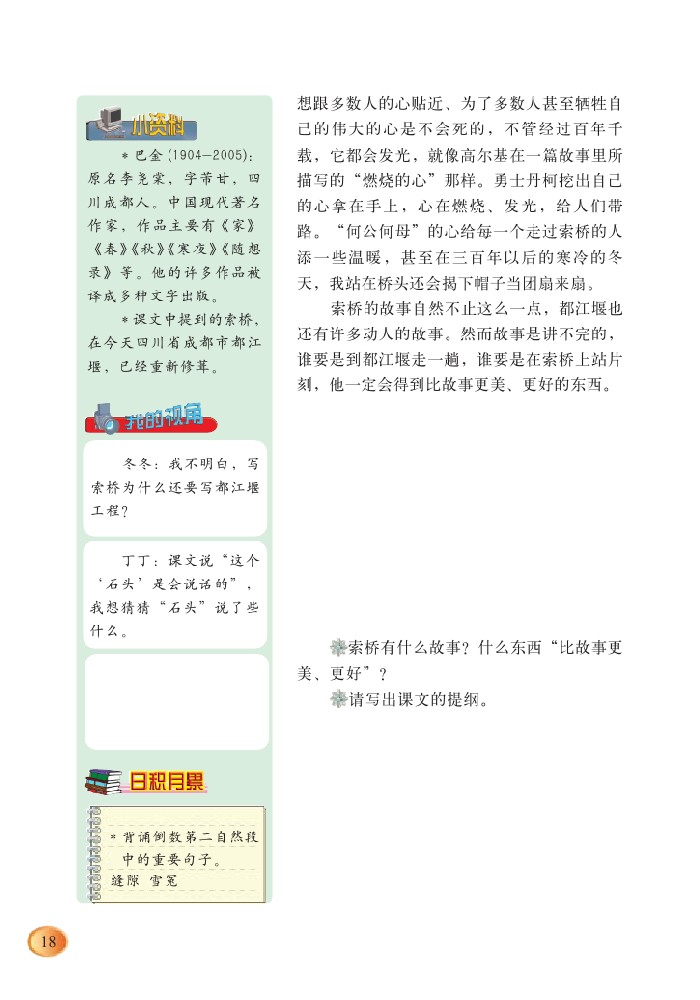 小资料
*巴金(1904—2005)：
原名李尧棠，字芾甘，四
川成都人。中国现代著名
作家，作品主要有《家》
《春》《秋》《寒夜》《随想
录》等。他的许多作品被
译成多种文字出版。
*课文中提到的索桥，
在今天四川省成都市都江
堰，已经重新修葺。
我的视角
冬冬：我不明白，写
索桥为什么还要写都江堰
工程？
丁丁：课文说“这个
‘石头’是会说话的”，
我想猜猜“石头”说了些
什么。
日积月累
*背诵倒数第二自然段
中的重要句子。
缝隙 雪冤
想跟多数人的心贴近、为了多数人甚至牺牲自
己的伟大的心是不会死的，不管经过百年千
载，它都会发光，就像高尔基在一篇故事里所
描写的“燃烧的心”那样。勇士丹柯挖出自己
的心拿在手上，心在燃烧、发光，给人们带
路。“何公何母”的心给每一个走过索桥的人
添一些温暖，甚至在三百年以后的寒冷的冬
天，我站在桥头还会揭下帽子当团扇来扇。
索桥的故事自然不止这么一点，都江堰也
还有许多动人的故事。然而故事是讲不完的，
谁要是到都江堰走一趟，谁要是在索桥上站片
刻，他一定会得到比故事更美、更好的东西。
索桥有什么故事？什么东西“比故事更
美、更好”？
请写出课文的提纲。
18